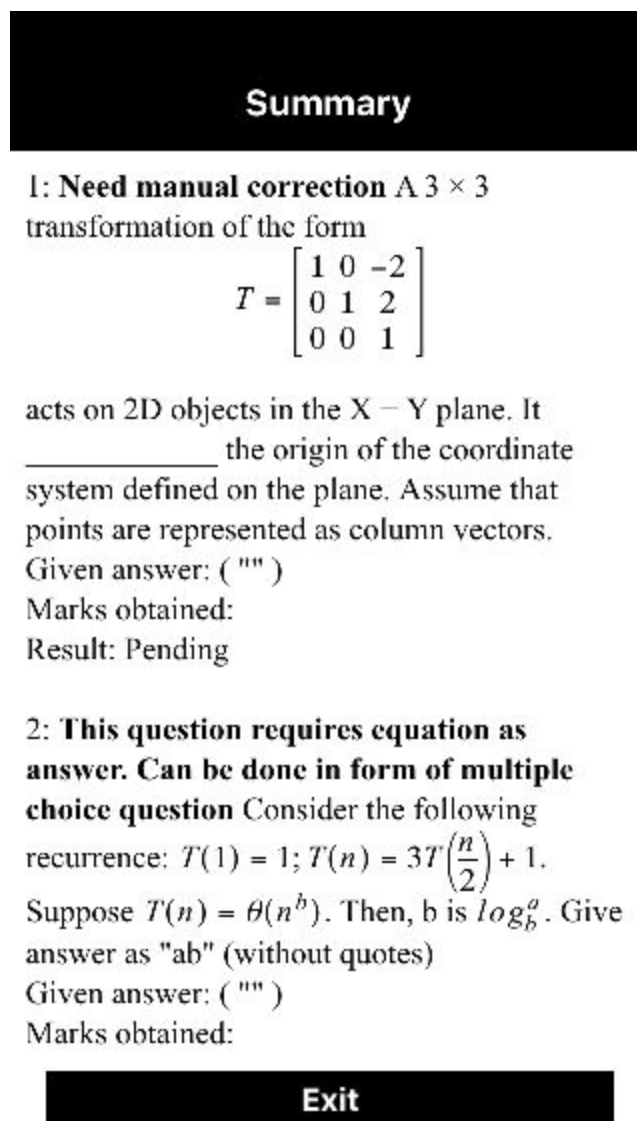 Summary
1: Need manual correction A 3 × 3
transformation of the form
T = [1 0 -2
0 1 2
0 0 1]
acts on 2D objects in the X − Y plane. It
____________ the origin of the coordinate
system defined on the plane. Assume that
points are represented as column vectors.
Given answer: ( "" )
Marks obtained:
Result: Pending
2: This question requires equation as
answer. Can be done in form of multiple
choice question Consider the following
recurrence: T(1) = 1; T(n) = 3T(n/2) + 1.
Suppose T(n) = θ(n^b). Then, b is log_b^a. Give
answer as "ab" (without quotes)
Given answer: ( "" )
Marks obtained:
Exit